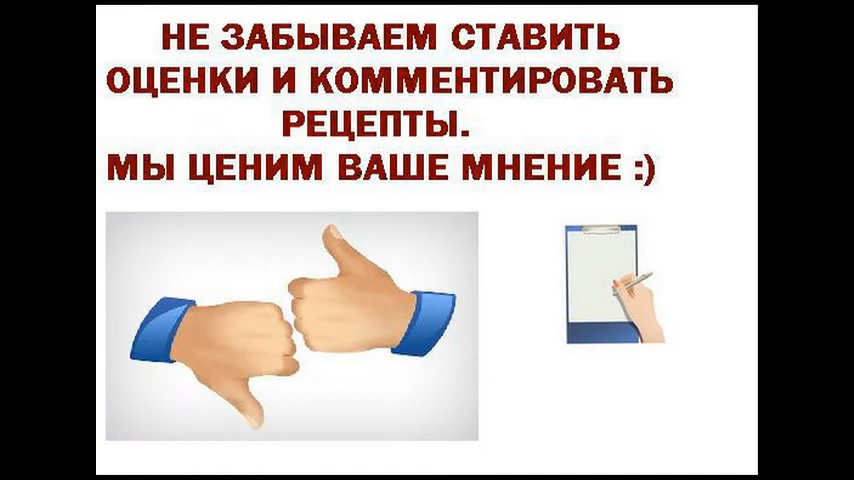 НЕ ЗАБЫВАЕМ СТАВИТЬ
ОЦЕНКИ И КОММЕНТИРОВАТЬ
РЕЦЕПТЫ.
МЫ ЦЕНИМ ВАШЕ МНЕНИЕ :)